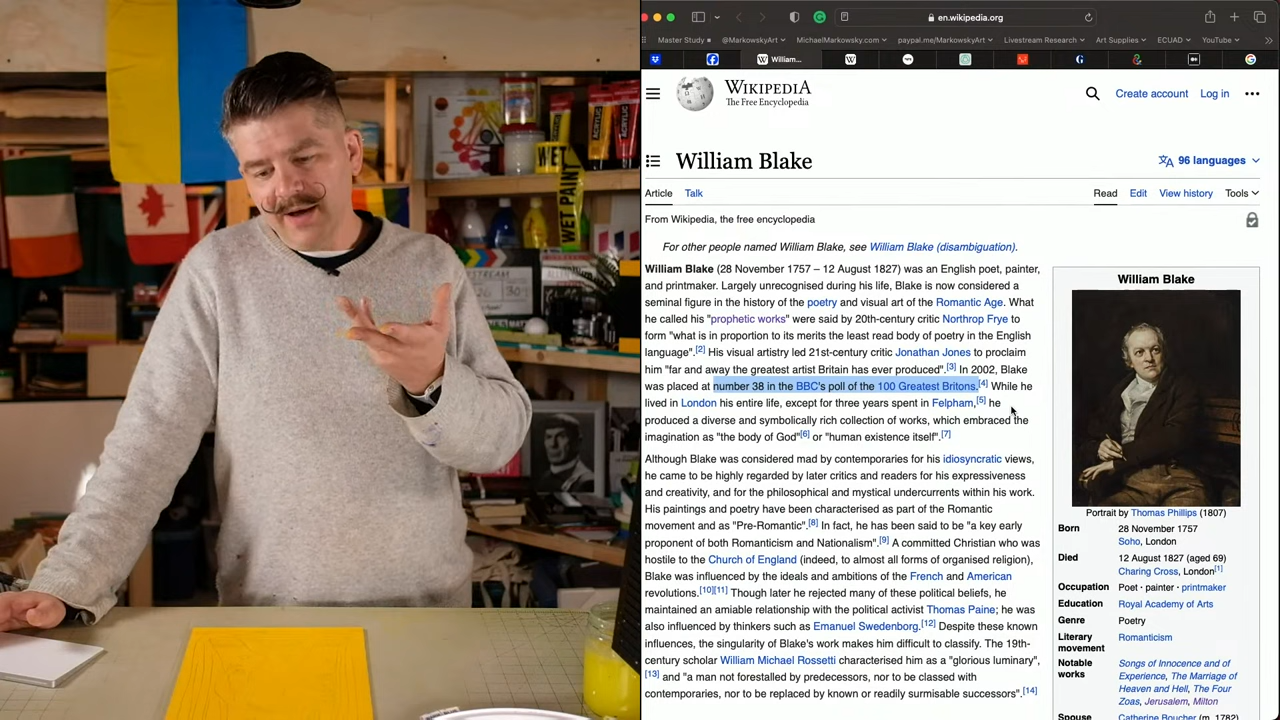 en.wikipedia.org
Master Study
@MarkowskyArt
MichaelMarkowsky.com
paypal.me/MarkowskyArt
Livestream Research
Art Supplies
ECUAD
YouTube
William...
WIKIPEDIA
The Free Encyclopedia
Create account
Log in
William Blake
96 languages
Article
Talk
Read
Edit
View history
Tools
From Wikipedia, the free encyclopedia
For other people named William Blake, see William Blake (disambiguation).
William Blake (28 November 1757 – 12 August 1827) was an English poet, painter,
and printmaker. Largely unrecognised during his life, Blake is now considered a
seminal figure in the history of the poetry and visual art of the Romantic Age. What
he called his "prophetic works" were said by 20th-century critic Northrop Frye to
form "what is in proportion to its merits the least read body of poetry in the English
language".[2] His visual artistry led 21st-century critic Jonathan Jones to proclaim
him "far and away the greatest artist Britain has ever produced".[3] In 2002, Blake
was placed at number 38 in the BBC's poll of the 100 Greatest Britons.[4] While he
lived in London his entire life, except for three years spent in Felpham,[5] he
produced a diverse and symbolically rich collection of works, which embraced the
imagination as "the body of God"[6] or "human existence itself".[7]
Although Blake was considered mad by contemporaries for his idiosyncratic views,
he came to be highly regarded by later critics and readers for his expressiveness
and creativity, and for the philosophical and mystical undercurrents within his work.
His paintings and poetry have been characterised as part of the Romantic
movement and as "Pre-Romantic".[8] In fact, he has been said to be "a key early
proponent of both Romanticism and Nationalism".[9] A committed Christian who was
hostile to the Church of England (indeed, to almost all forms of organised religion),
Blake was influenced by the ideals and ambitions of the French and American
revolutions.[10][11] Though later he rejected many of these political beliefs, he
maintained an amiable relationship with the political activist Thomas Paine; he was
also influenced by thinkers such as Emanuel Swedenborg.[12] Despite these known
influences, the singularity of Blake's work makes him difficult to classify. The 19th-
century scholar William Michael Rossetti characterised him as a "glorious luminary",
[13] and "a man not forestalled by predecessors, nor to be classed with
contemporaries, nor to be replaced by known or readily surmisable successors".[14]
William Blake
Portrait by Thomas Phillips (1807)
Born 28 November 1757
Soho, London
Died 12 August 1827 (aged 69)
Charing Cross, London[1]
Occupation Poet · painter · printmaker
Education Royal Academy of Arts
Genre Poetry
Literary Romanticism
movement
Notable Songs of Innocence and of
works Experience, The Marriage of
Heaven and Hell, The Four
Zoas, Jerusalem, Milton
Spouse Catherine Boucher (m. 1782)
WET
WET PAINT
ACRYLIC
ACRYLIC